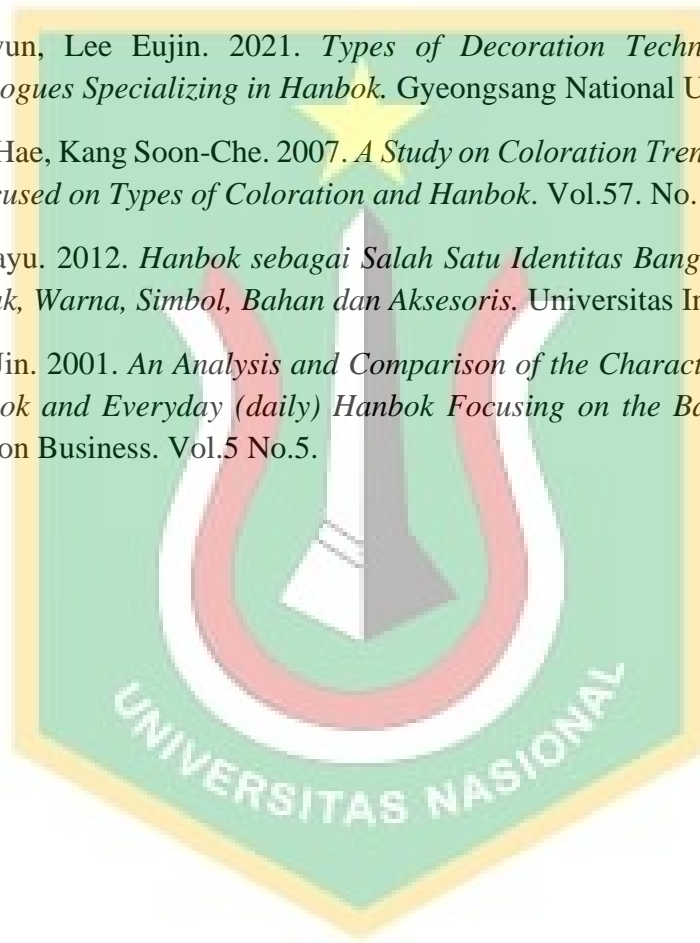 yun, Lee Eujin. 2021. Types of Decoration Techn
ogues Specializing in Hanbok. Gyeongsang National U
Hae, Kang Soon-Che. 2007. A Study on Coloration Tren
cused on Types of Coloration and Hanbok. Vol.57. No.
ayu. 2012. Hanbok sebagai Salah Satu Identitas Bang
ak, Warna, Simbol, Bahan dan Aksesoris. Universitas In
Jin. 2001. An Analysis and Comparison of the Charact
ok and Everyday (daily) Hanbok Focusing on the Ba
on Business. Vol.5 No.5.
UNIVERSITAS NASIONAL